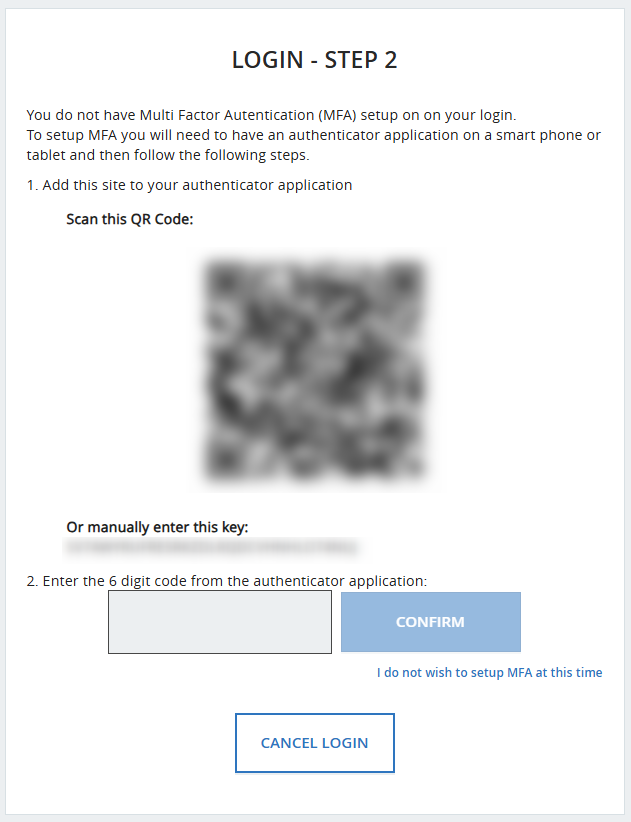 LOGIN - STEP 2
You do not have Multi Factor Autentication (MFA) setup on on your login.
To setup MFA you will need to have an authenticator application on a smart phone or
tablet and then follow the following steps.
1. Add this site to your authenticator application
Scan this QR Code:
Or manually enter this key:
2. Enter the 6 digit code from the authenticator application:
CONFIRM
I do not wish to setup MFA at this time
CANCEL LOGIN